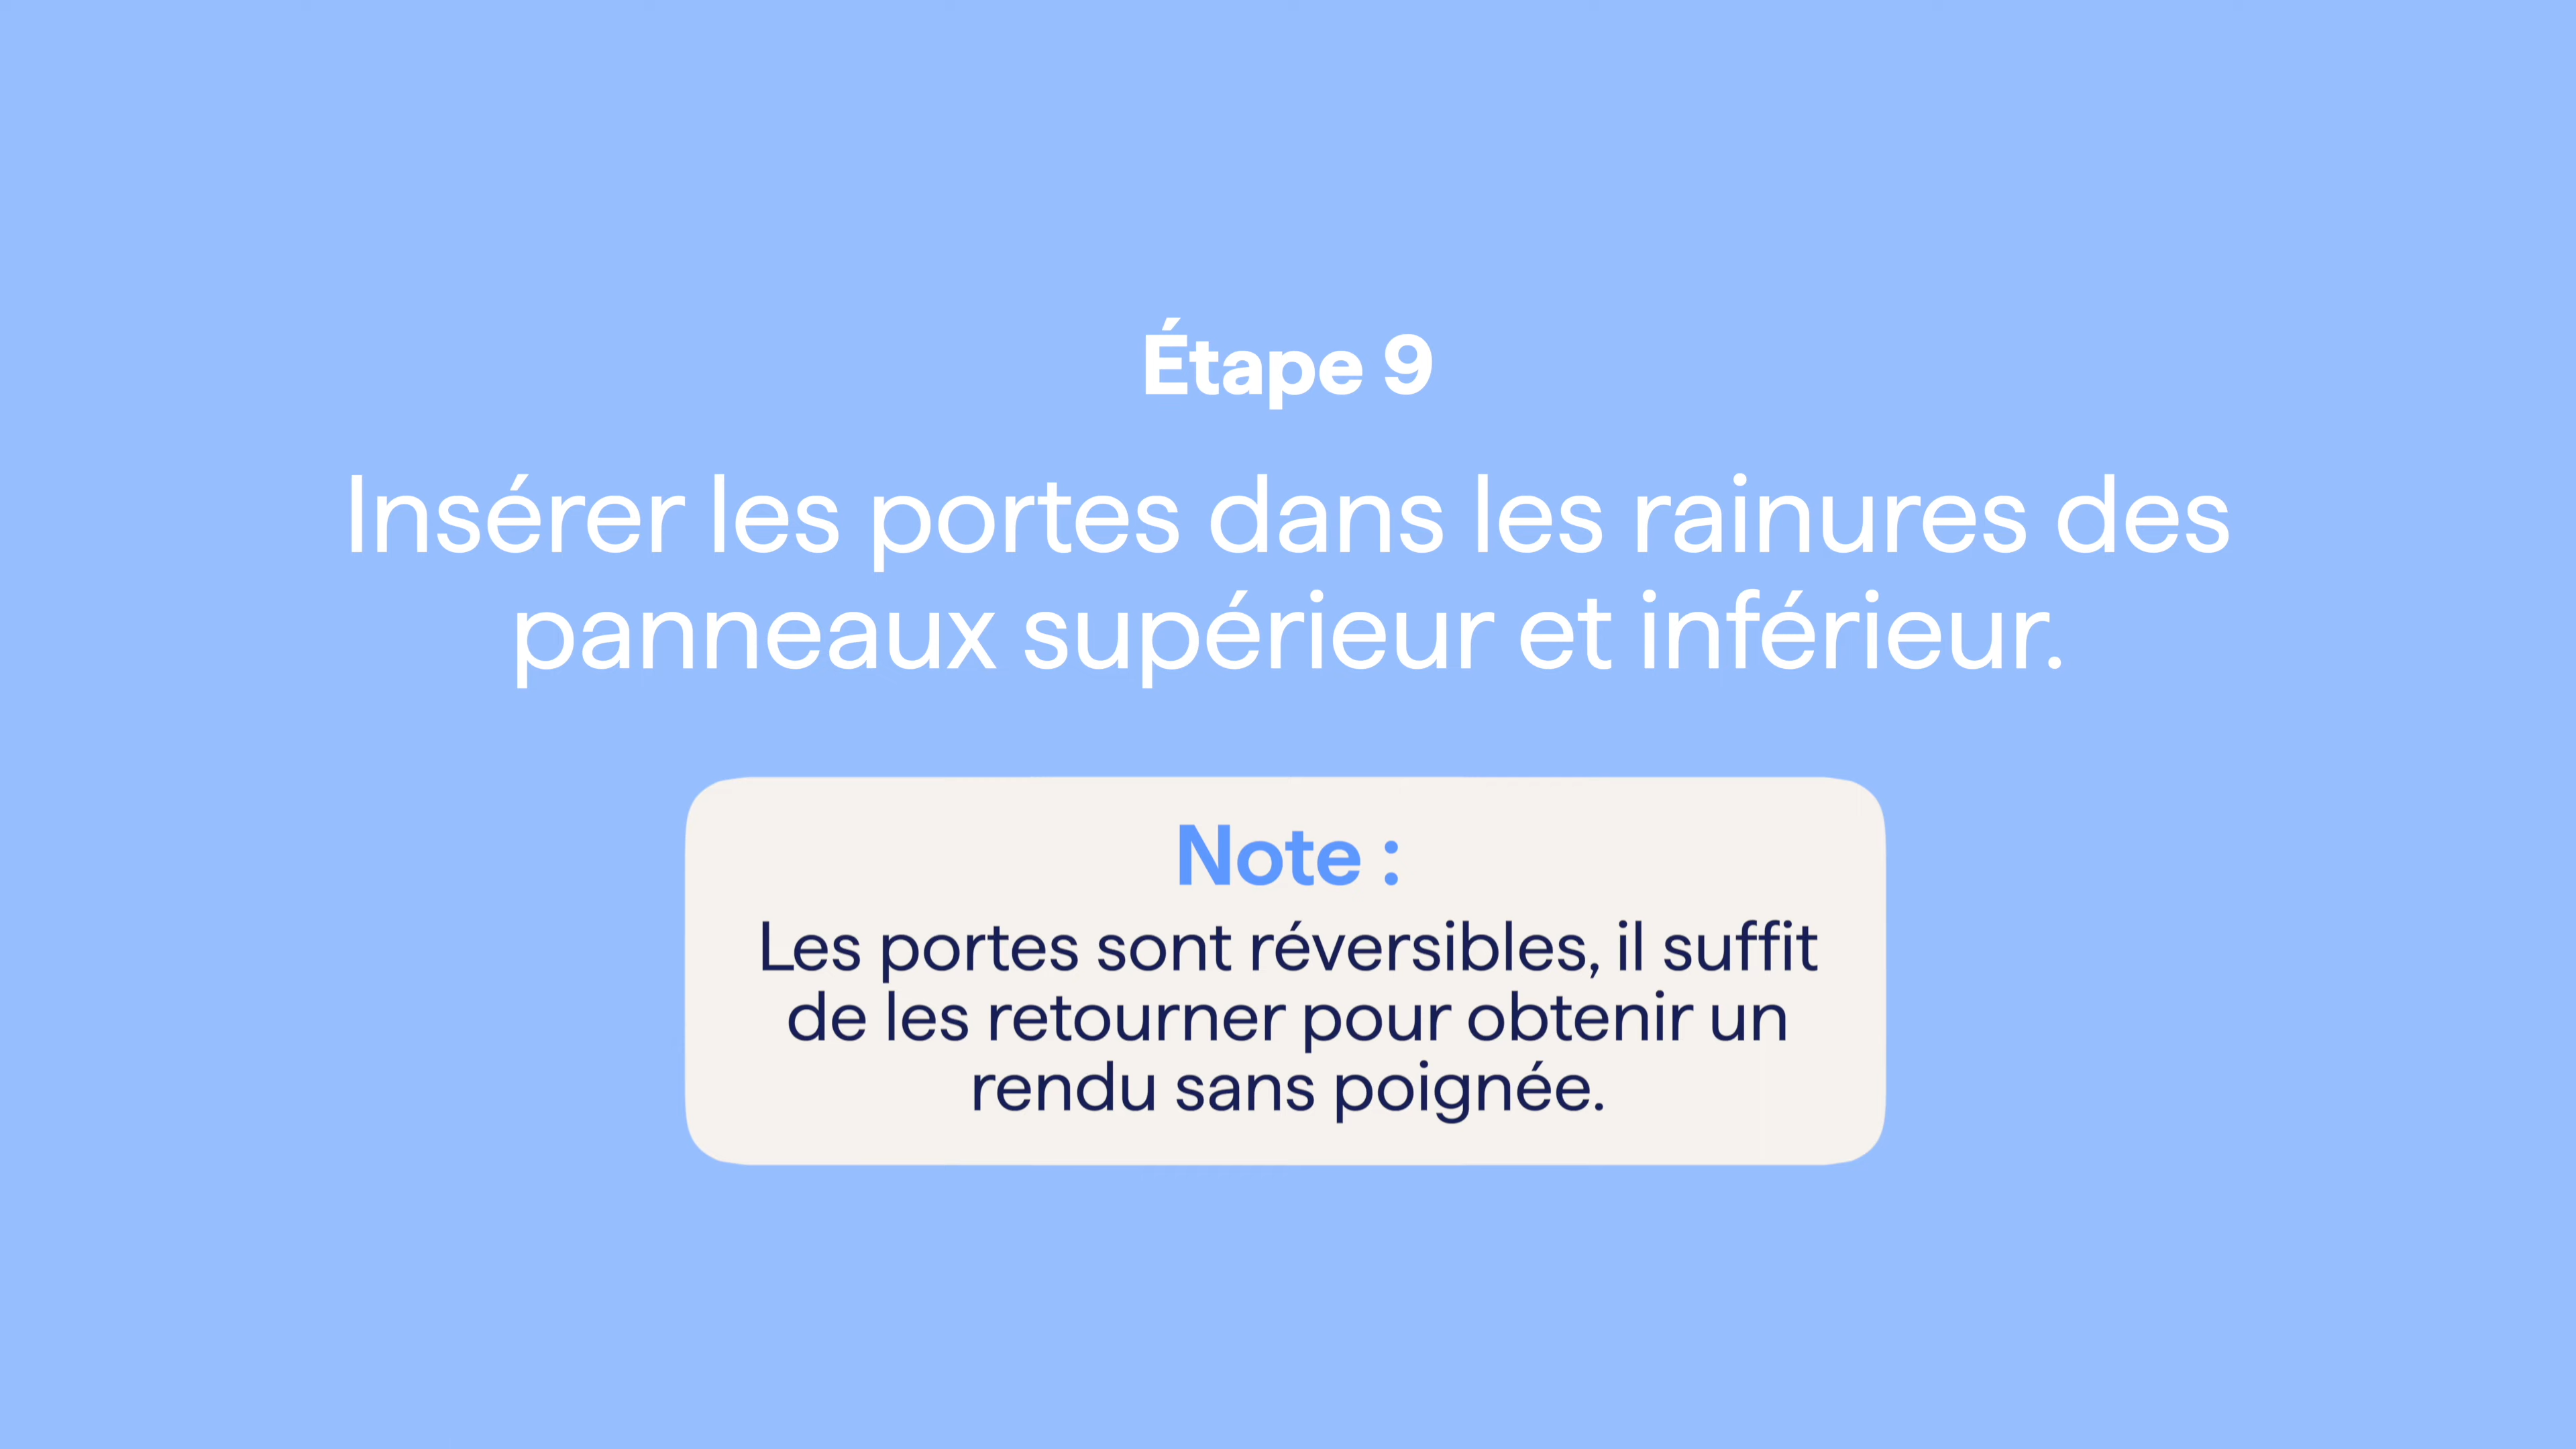 Étape 9
Insérer les portes dans les rainures des
panneaux supérieur et inférieur.
Note :
Les portes sont réversibles, il suffit
de les retourner pour obtenir un
rendu sans poignée.